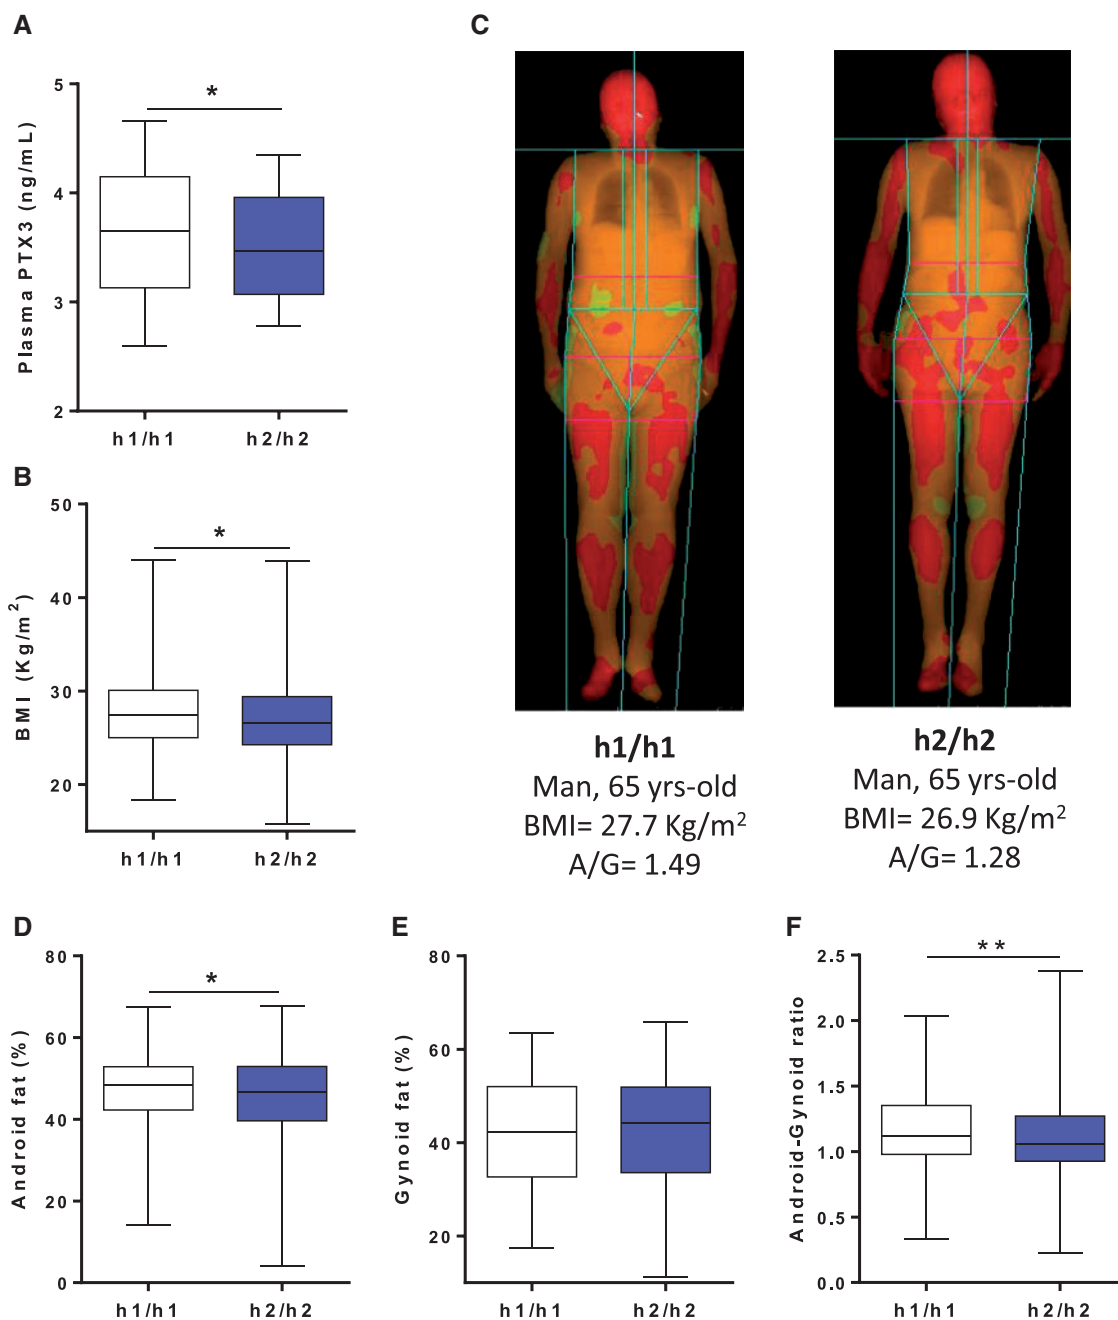 A
Plasma PTX3 (ng/mL)
5
4
3
2
*
h1/h1
h2/h2
B
BMI (Kg/m²)
50
40
30
20
*
h1/h1
h2/h2
C
h1/h1
Man, 65 yrs-old
BMI= 27.7 Kg/m²
A/G= 1.49
h2/h2
Man, 65 yrs-old
BMI= 26.9 Kg/m²
A/G= 1.28
D
Android fat (%)
80
60
40
20
0
*
h1/h1
h2/h2
E
Gynoid fat (%)
80
60
40
20
h1/h1
h2/h2
F
Android-Gynoid ratio
2.5
2.0
1.5
1.0
0.5
0.0
**
h1/h1
h2/h2